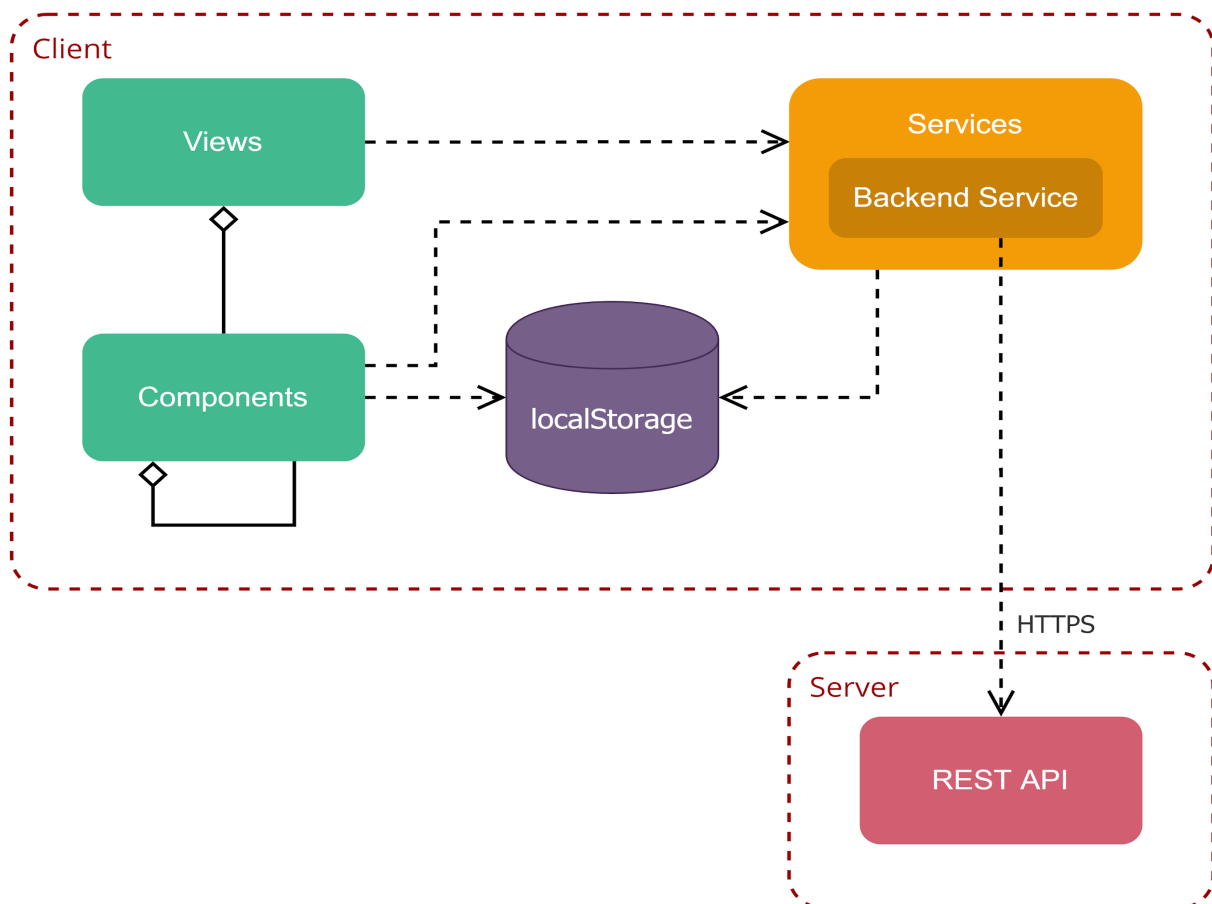 Client
Views
Services
Backend Service
Components
localStorage
HTTPS
Server
REST API